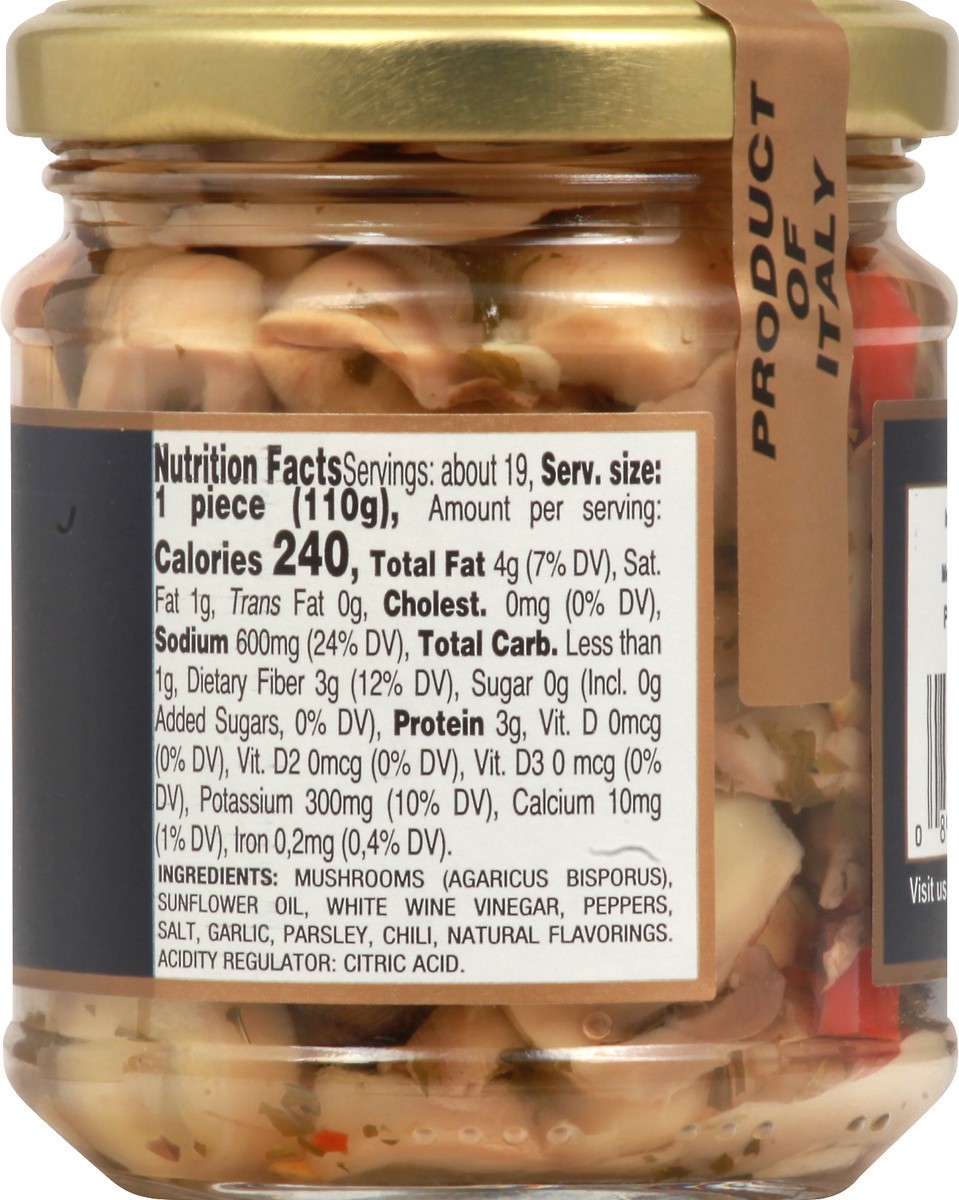 PRODUCT
OF
ITALY
Nutrition Facts Servings: about 19, Serv. size:
1 piece (110g), Amount per serving:
Calories 240, Total Fat 4g (7% DV), Sat.
Fat 1g, Trans Fat 0g, Cholest. 0mg (0% DV),
Sodium 600mg (24% DV), Total Carb. Less than
1g, Dietary Fiber 3g (12% DV), Sugar 0g (Incl. 0g
Added Sugars, 0% DV), Protein 3g, Vit. D 0mcg
(0% DV), Vit. D2 0mcg (0% DV), Vit. D3 0 mcg (0%
DV), Potassium 300mg (10% DV), Calcium 10mg
(1% DV), Iron 0,2mg (0,4% DV).
INGREDIENTS: MUSHROOMS (AGARICUS BISPORUS),
SUNFLOWER OIL, WHITE WINE VINEGAR, PEPPERS,
SALT, GARLIC, PARSLEY, CHILI, NATURAL FLAVORINGS.
ACIDITY REGULATOR: CITRIC ACID.
0 8
Visit us